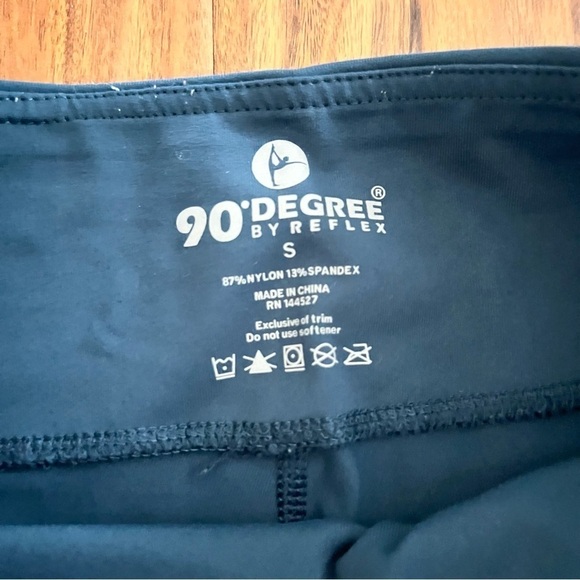 90°DEGREE®
BY REFLEX
S
87%NYLON 13%SPANDEX
MADE IN CHINA
RN 144527
Exclusive of trim
Do not use softener